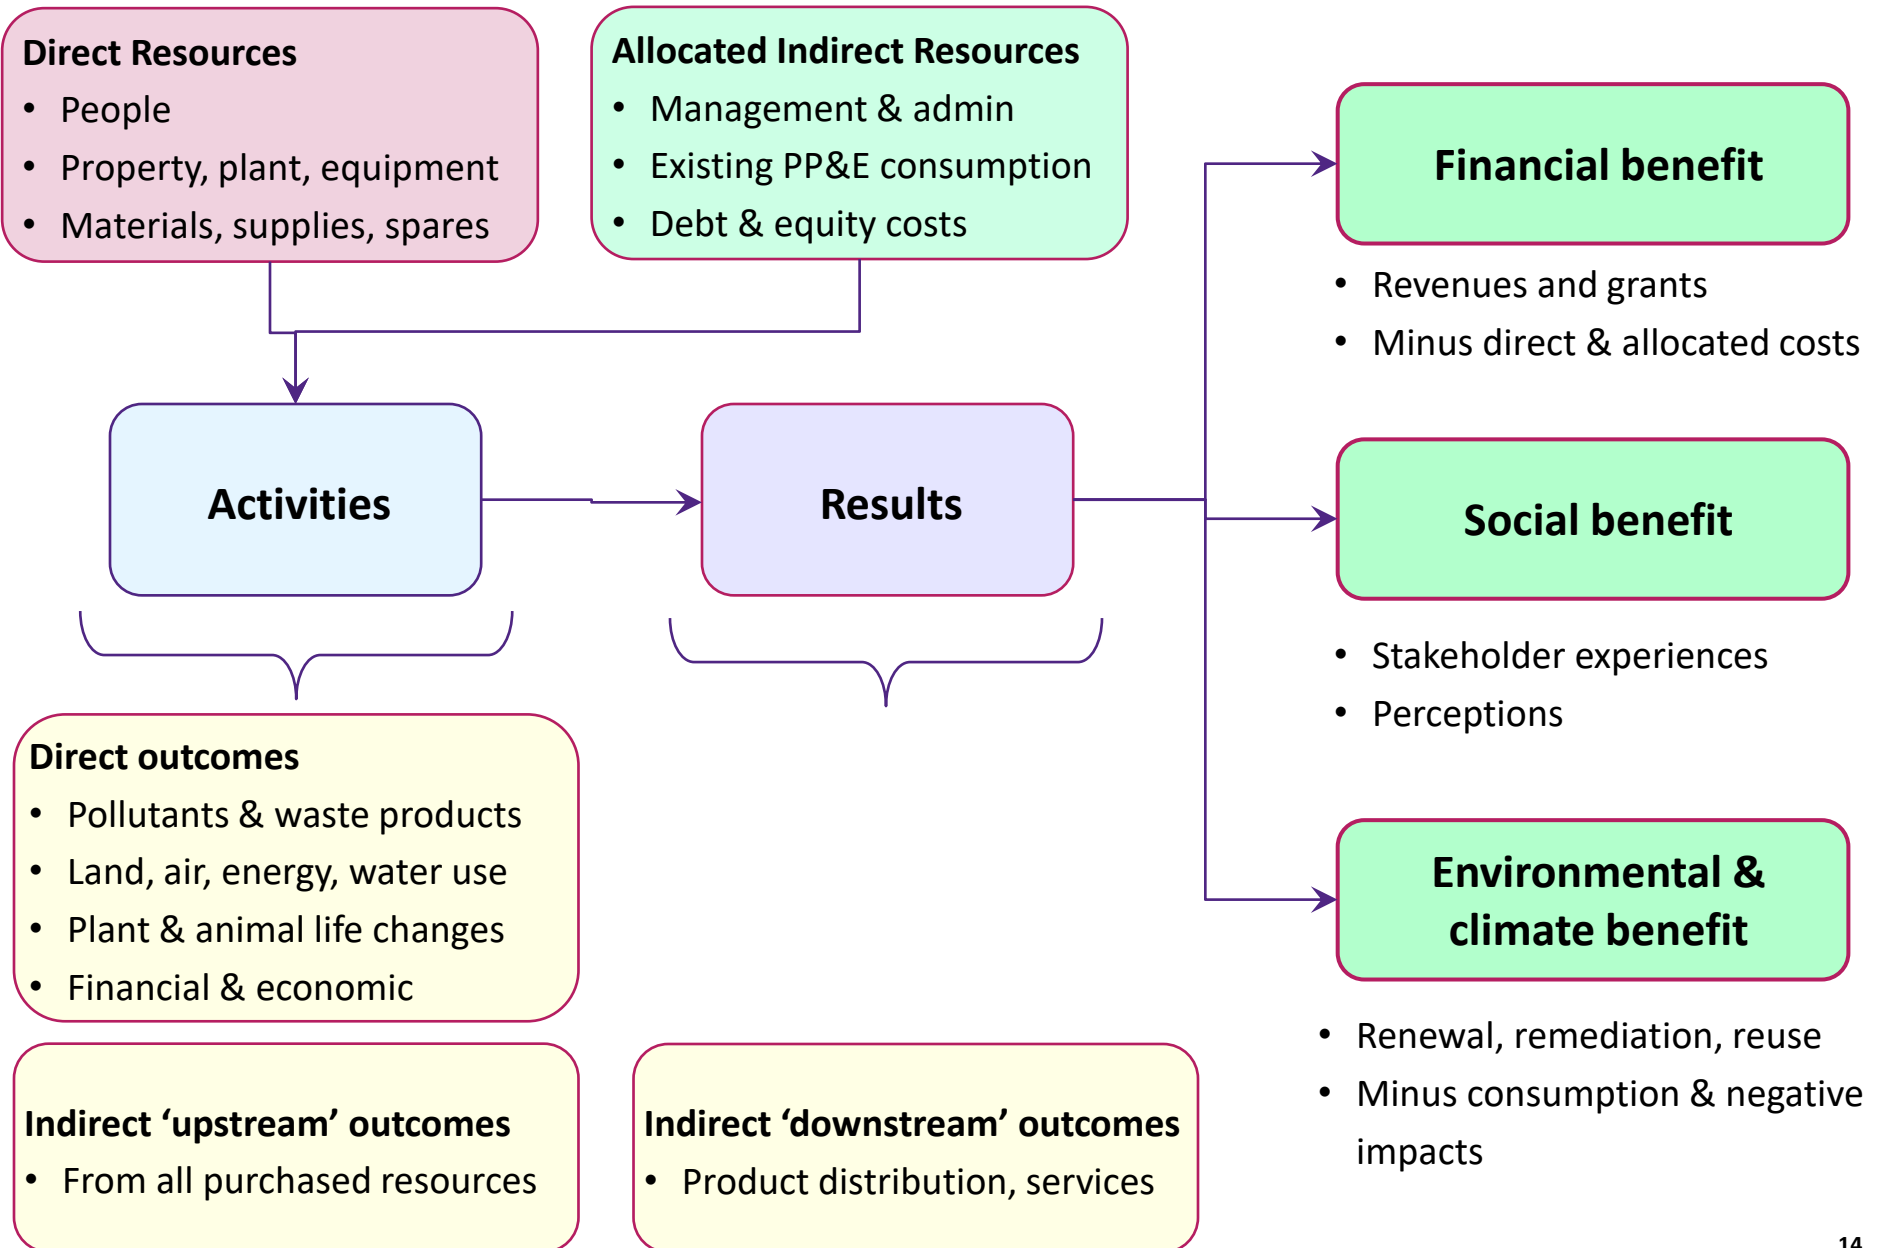 Direct Resources
• People
• Property, plant, equipment
• Materials, supplies, spares
Allocated Indirect Resources
• Management & admin
• Existing PP&E consumption
• Debt & equity costs
Activities
Results
Financial benefit
• Revenues and grants
• Minus direct & allocated costs
Social benefit
• Stakeholder experiences
• Perceptions
Environmental &
climate benefit
• Renewal, remediation, reuse
• Minus consumption & negative
impacts
Direct outcomes
• Pollutants & waste products
• Land, air, energy, water use
• Plant & animal life changes
• Financial & economic
Indirect ‘upstream’ outcomes
• From all purchased resources
Indirect ‘downstream’ outcomes
• Product distribution, services
14